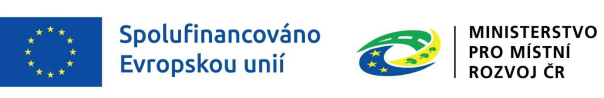 Spolufinancováno
Evropskou unií
MINISTERSTVO
PRO MÍSTNÍ
ROZVOJ ČR